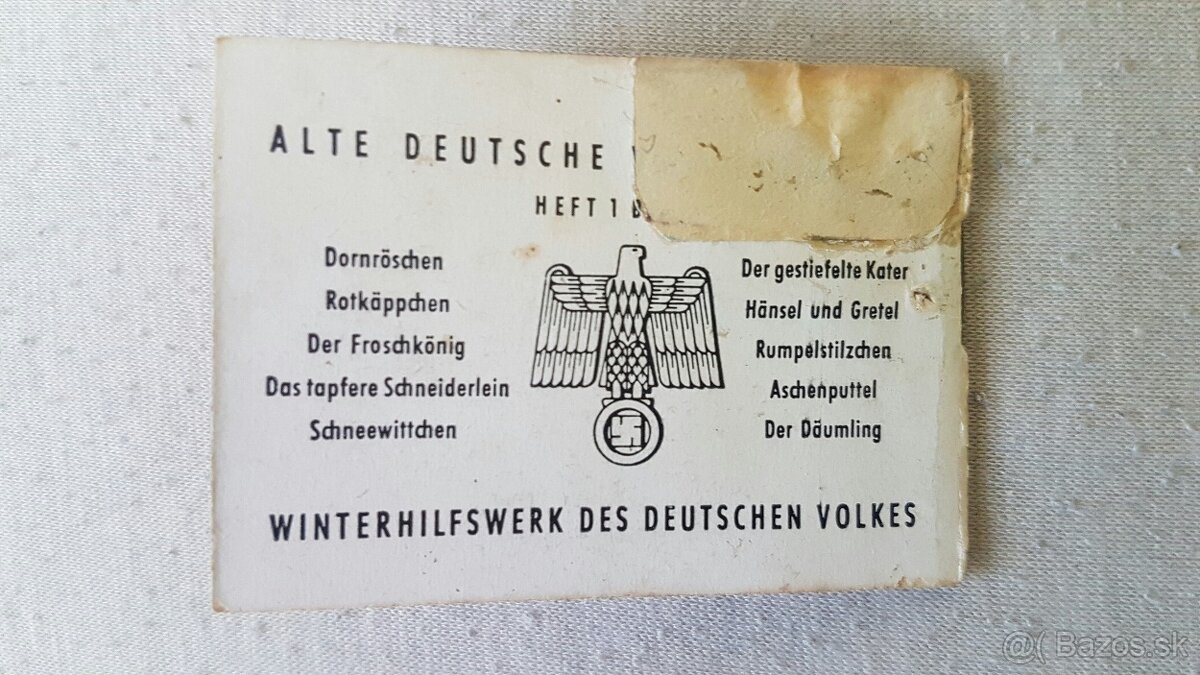 ALTE DEUTSCHE
HEFT 1
Dornröschen
Rotkäppchen
Der Froschkönig
Das tapfere Schneiderlein
Schneewittchen
Der gestiefelte Kater
Hänsel und Gretel
Rumpelstilzchen
Aschenputtel
Der Däumling
WINTERHILFSWERK DES DEUTSCHEN VOLKES
@( Bazos.sk